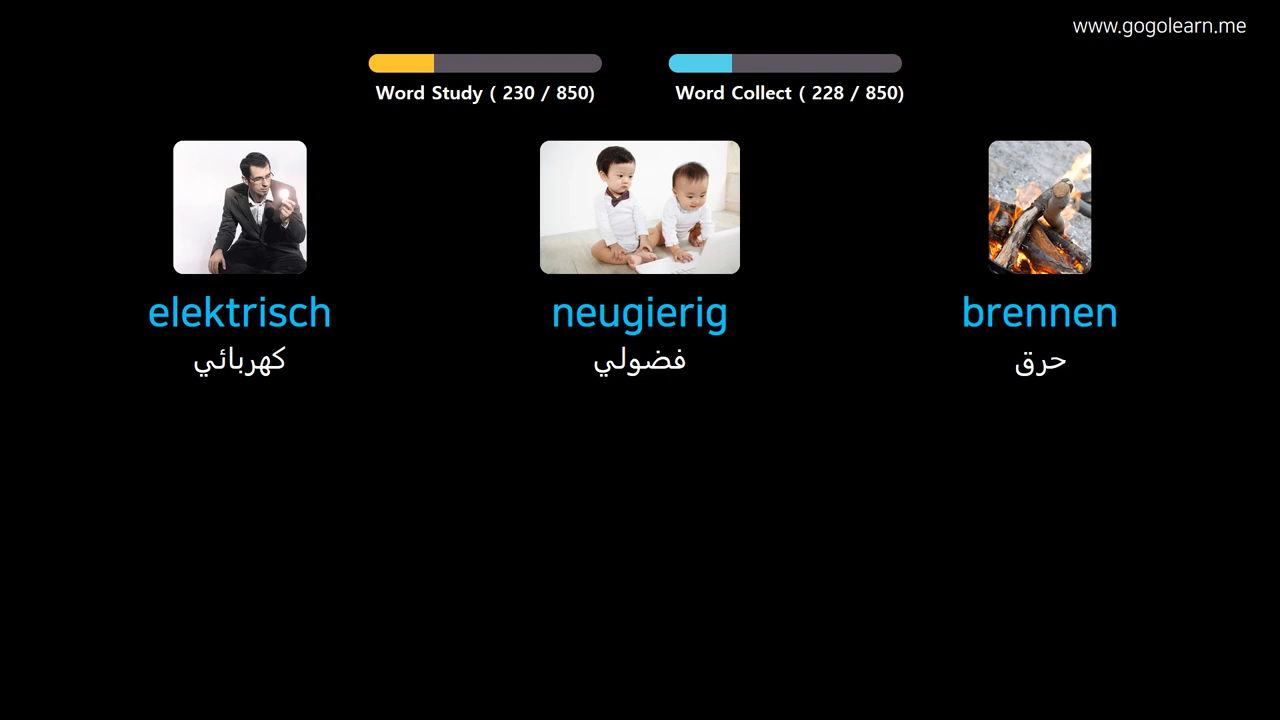 www.gogolearn.me
Word Study ( 230 / 850)
Word Collect ( 228 / 850)
elektrisch
neugierig
brennen
كهربائي
فضولي
حرق